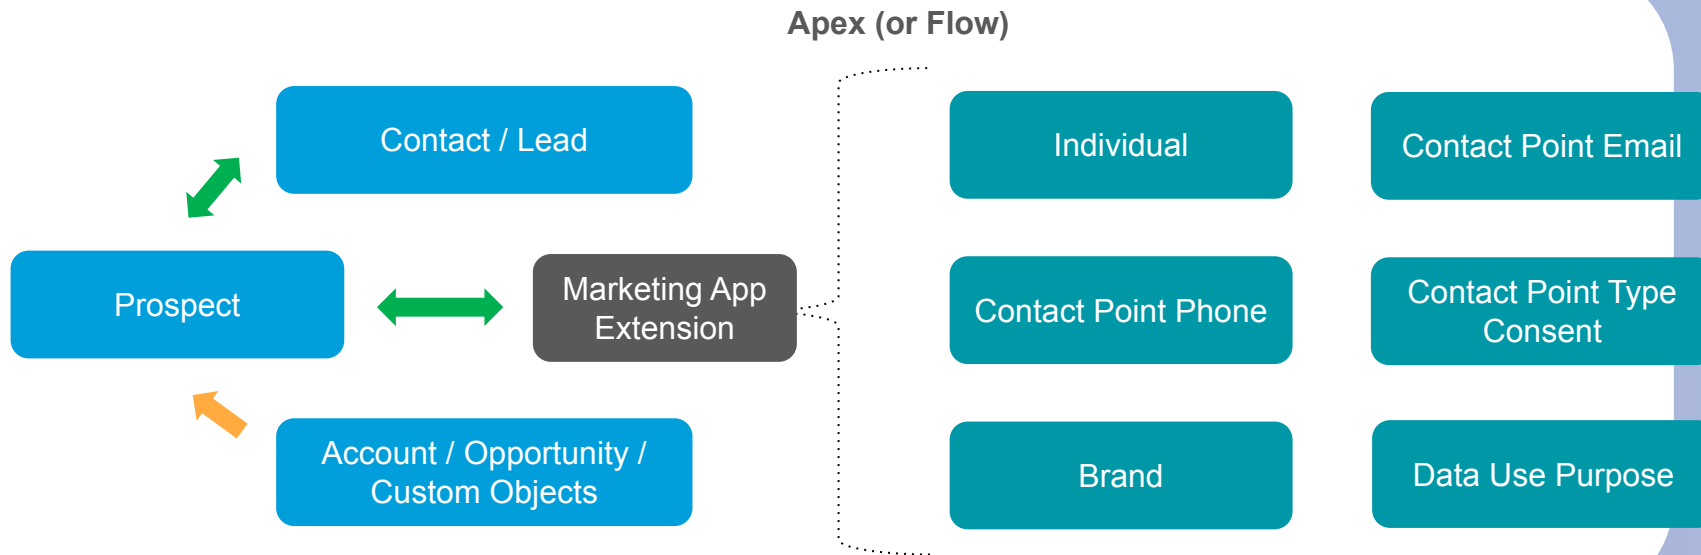 Apex (or Flow)
Contact / Lead
Individual
Contact Point Email
Prospect
Marketing App
Extension
Contact Point Phone
Contact Point Type
Consent
Account / Opportunity /
Custom Objects
Brand
Data Use Purpose